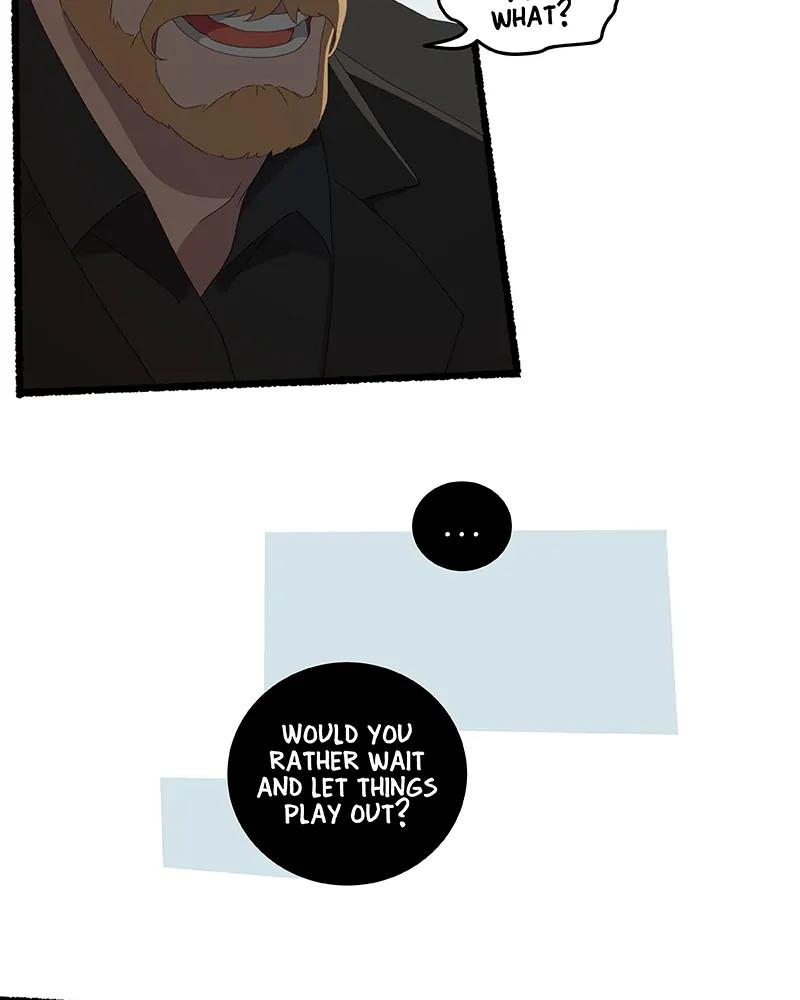 WHAT?
...
WOULD YOU
RATHER WAIT
AND LET THINGS
PLAY OUT?